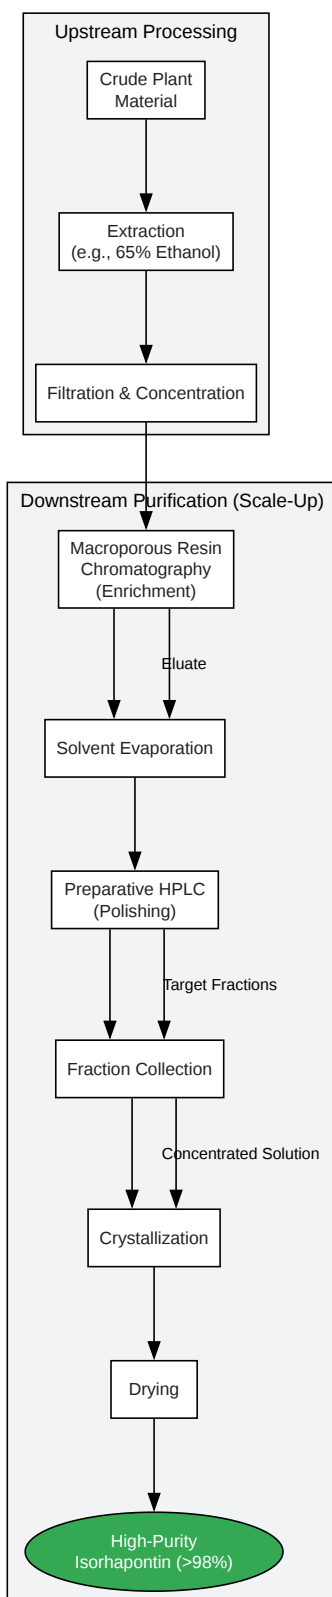 Upstream Processing
Crude Plant
Material
Extraction
(e.g., 65% Ethanol)
Filtration & Concentration
Downstream Purification (Scale-Up)
Macroporous Resin
Chromatography
(Enrichment)
Eluate
Solvent Evaporation
Preparative HPLC
(Polishing)
Target Fractions
Fraction Collection
Concentrated Solution
Crystallization
Drying
High-Purity
Isorhapontin (>98%)